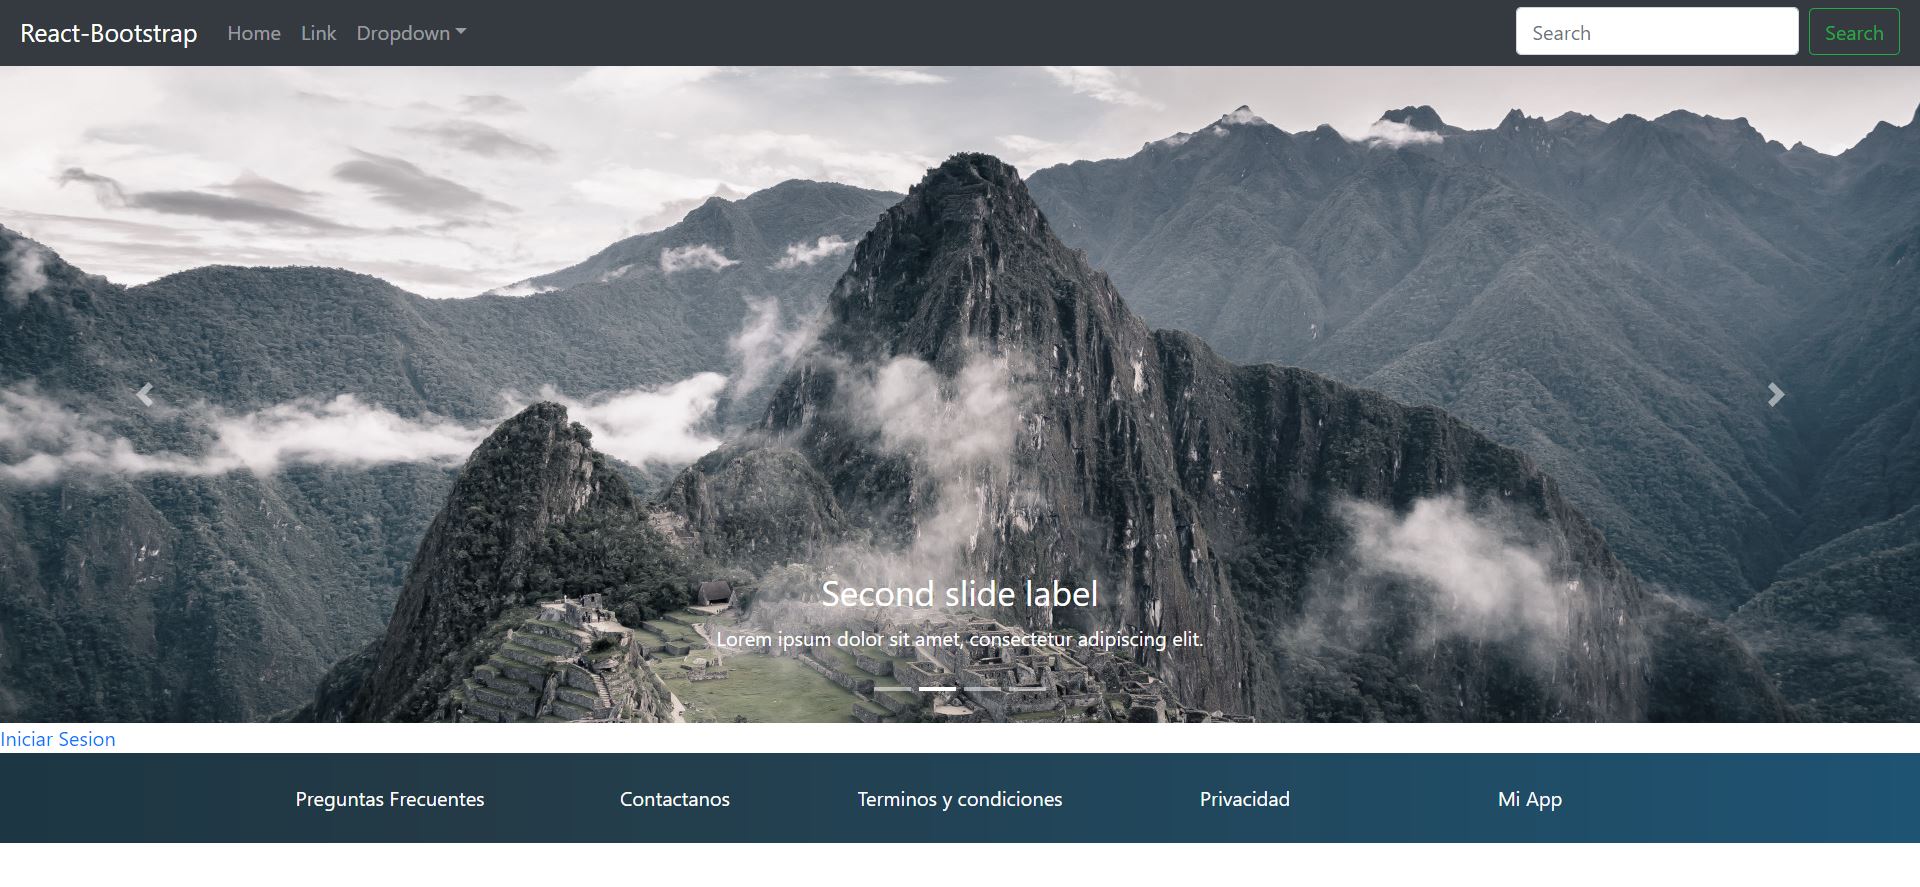 React-Bootstrap Home Link Dropdown Search Search
Second slide label
Lorem ipsum dolor sit amet, consectetur adipiscing elit.
Iniciar Sesion
Preguntas Frecuentes Contactanos Terminos y condiciones Privacidad Mi App